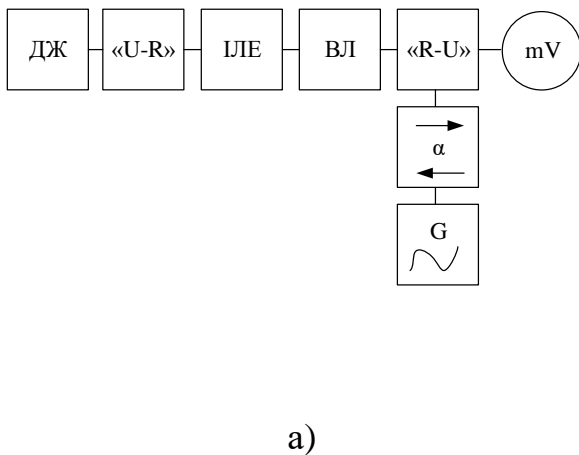 ДЖ «U-R» ІЛЕ ВЛ «R-U» mV
α
G
а)